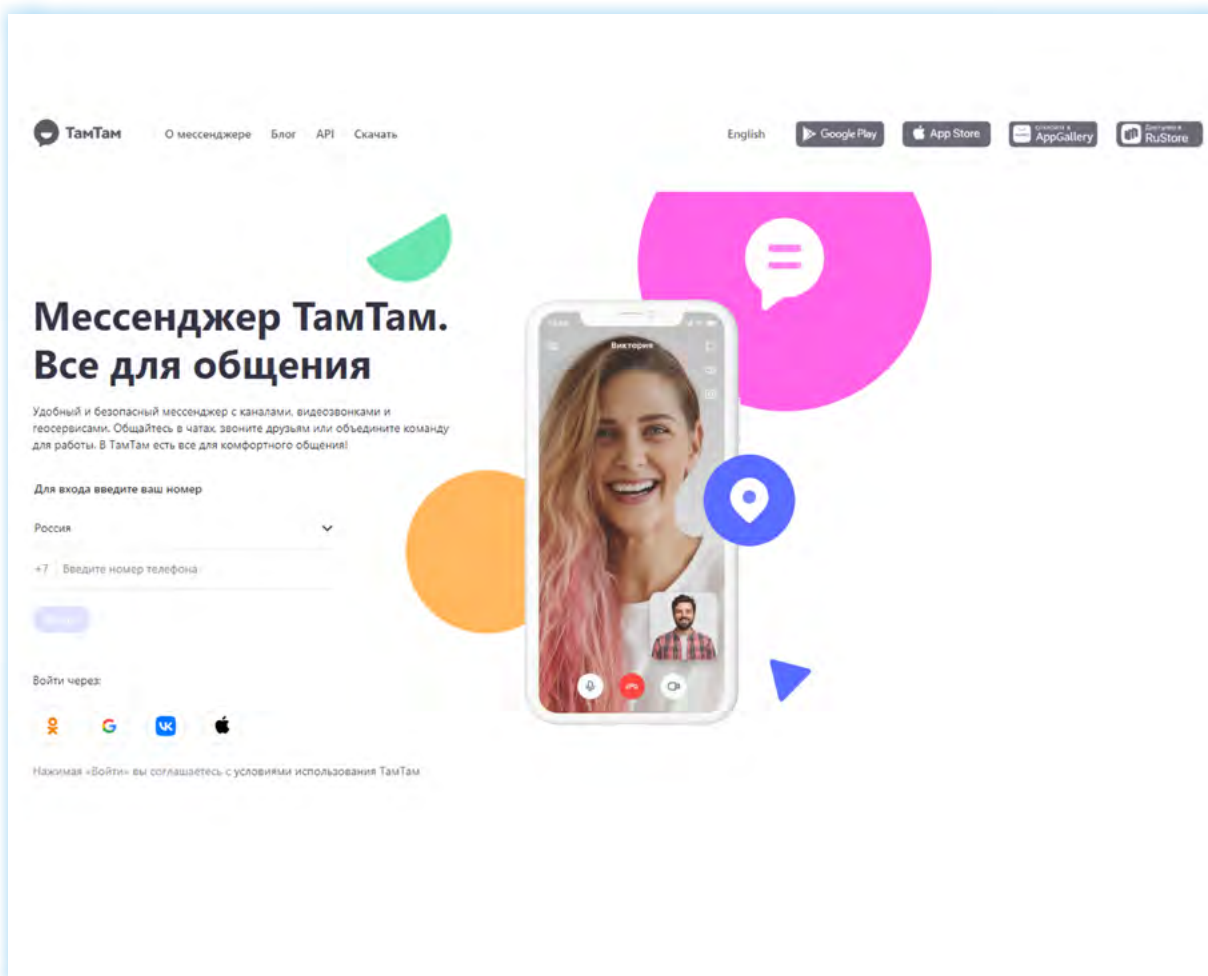 ТамТам
О мессенджере Блог API Скачать
English
Google Play
App Store
AppGallery
Доступно в
RuStore
Мессенджер ТамТам.
Все для общения
Удобный и безопасный мессенджер с каналами, видеозвонками и
геосервисами. Общайтесь в чатах, звоните друзьям или объедините команду
для работы. В ТамТам есть все для комфортного общения!
Для входа введите ваш номер
Россия
+7 Введите номер телефона
Войти через:
Нажимая «Войти» вы соглашаетесь с условиями использования ТамТам
Виктория